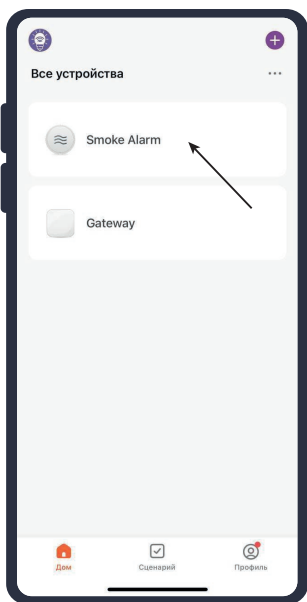 Все устройства
Smoke Alarm
Gateway
Дом
Сценарий
Профиль